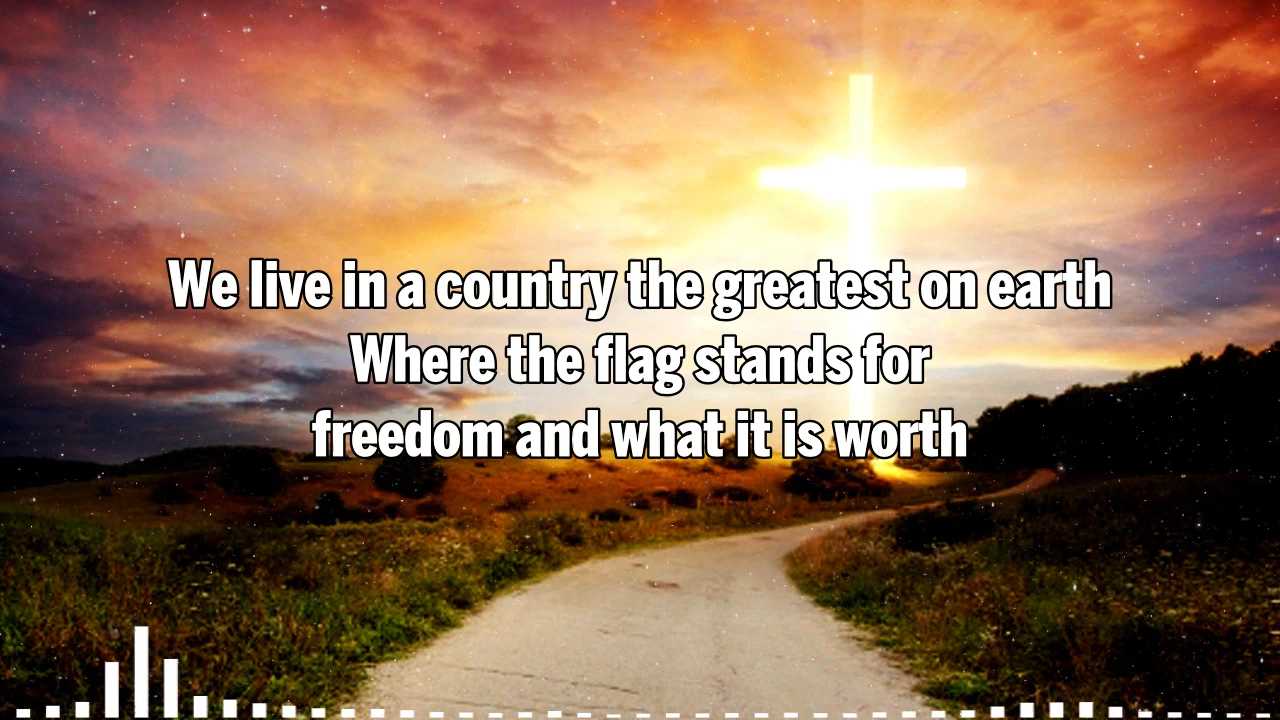 We live in a country the greatest on earth
Where the flag stands for
freedom and what it is worth